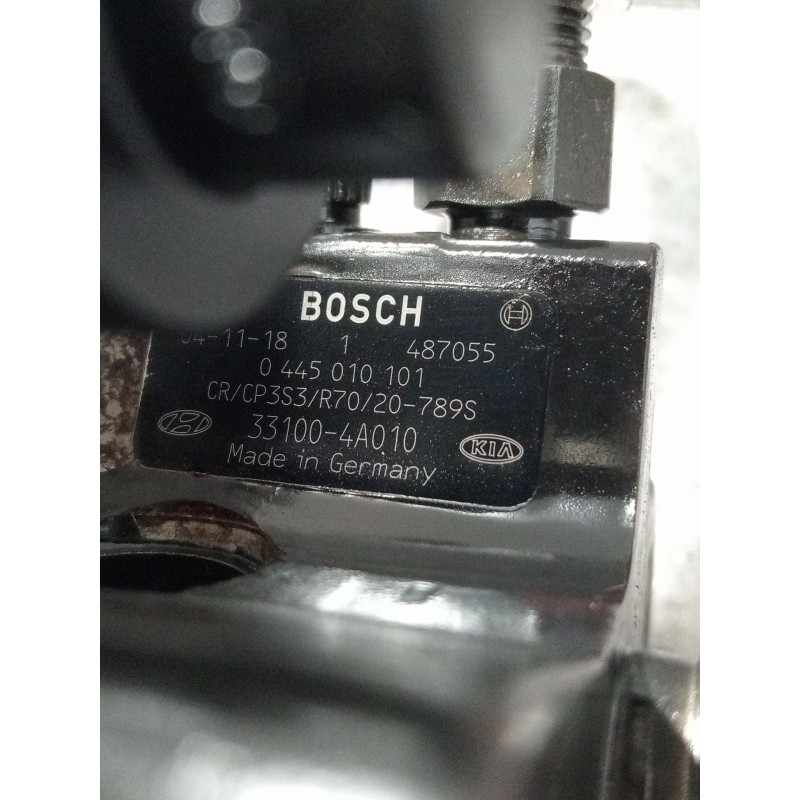 BOSCH
04-11-18 1 487055
0 445 010 101
CR/CP3S3/R70/20-789S
33100-4A010
KIA
Made in Germany